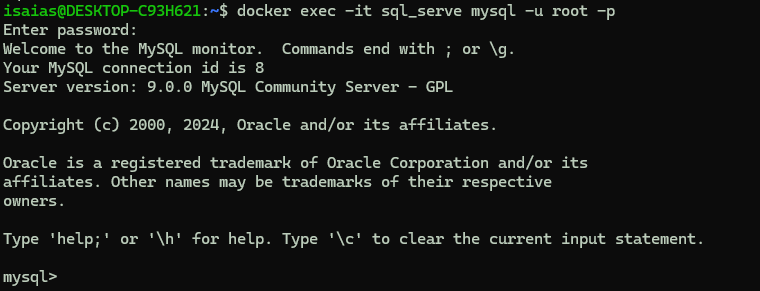 isaias@DESKTOP-C93H621:~$ docker exec -it sql_serve mysql -u root -p
Enter password:
Welcome to the MySQL monitor.  Commands end with ; or \g.
Your MySQL connection id is 8
Server version: 9.0.0 MySQL Community Server - GPL

Copyright (c) 2000, 2024, Oracle and/or its affiliates.

Oracle is a registered trademark of Oracle Corporation and/or its
affiliates. Other names may be trademarks of their respective
owners.

Type 'help;' or '\h' for help. Type '\c' to clear the current input statement.

mysql>